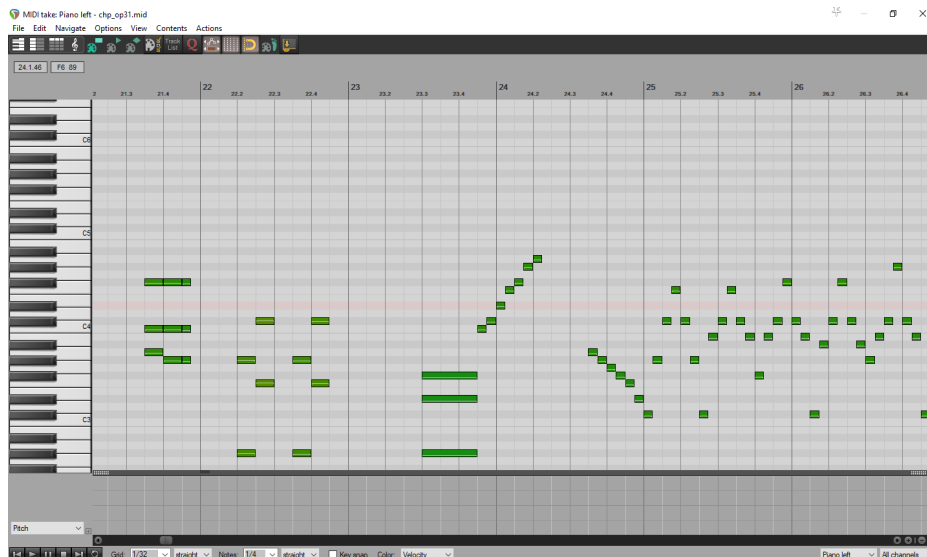 MIDI take: Piano left - chp_op31.mid
File Edit Navigate Options View Contents Actions
Track List Q
24.1.46 F6 89
2 21.3 21.4 22 22.2 22.3 22.4 23 23.2 23.3 23.4 24 24.2 24.3 24.4 25 25.2 25.3 25.4 26 26.2 26.3 26.4
C6
C5
C4
C3
Pitch
Grid: 1/32 straight Notes: 1/4 straight Key snap Color: Velocity Piano left All channels